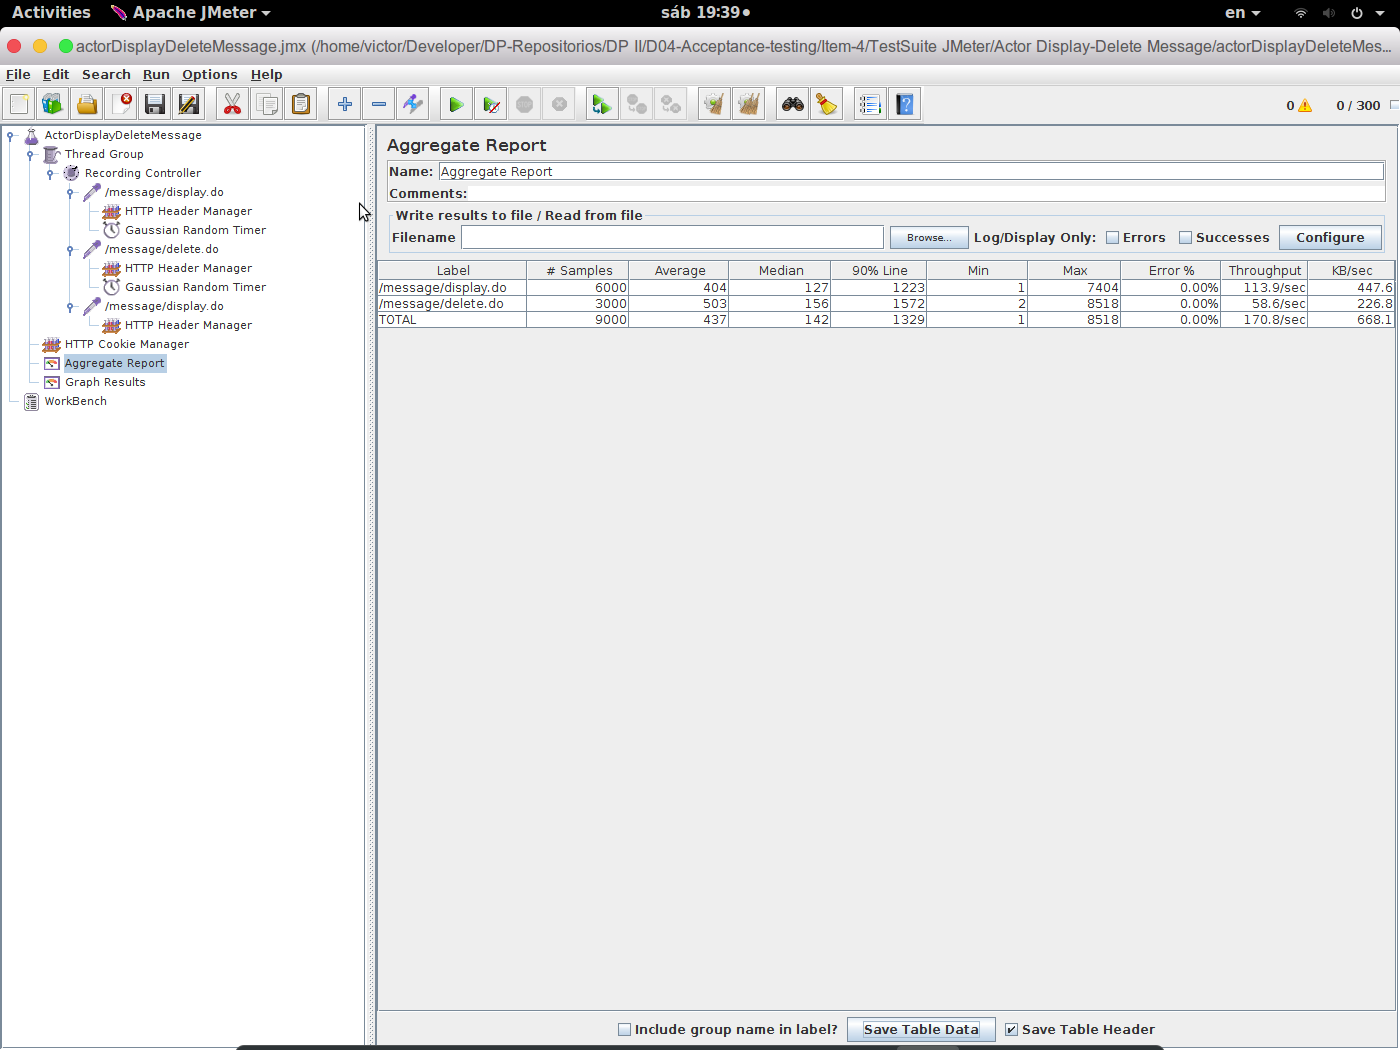 Activities Apache JMeter sáb 19:39 en
actorDisplayDeleteMessage.jmx (/home/victor/Developer/DP-Repositorios/DP II/D04-Acceptance-testing/Item-4/TestSuite JMeter/Actor Display-Delete Message/actorDisplayDeleteMes...
File Edit Search Run Options Help
0 0 / 300
ActorDisplayDeleteMessage
Thread Group
Recording Controller
/message/display.do
HTTP Header Manager
Gaussian Random Timer
/message/delete.do
HTTP Header Manager
Gaussian Random Timer
/message/display.do
HTTP Header Manager
HTTP Cookie Manager
Aggregate Report
Graph Results
WorkBench
Aggregate Report
Name: Aggregate Report
Comments:
Write results to file / Read from file
Filename Browse... Log/Display Only: Errors Successes Configure
Label # Samples Average Median 90% Line Min Max Error % Throughput KB/sec
/message/display.do 6000 404 127 1223 1 7404 0.00% 113.9/sec 447.6
/message/delete.do 3000 503 156 1572 2 8518 0.00% 58.6/sec 226.8
TOTAL 9000 437 142 1329 1 8518 0.00% 170.8/sec 668.1
Include group name in label? Save Table Data Save Table Header